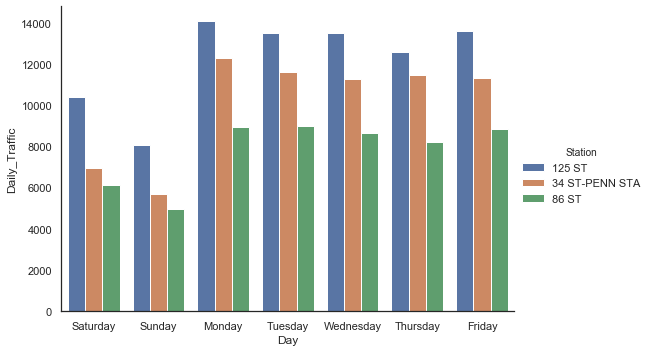 14000
12000
10000
8000
6000
4000
2000
0
Daily_Traffic
Saturday Sunday Monday Tuesday Wednesday Thursday Friday
Day
Station
125 ST
34 ST-PENN STA
86 ST